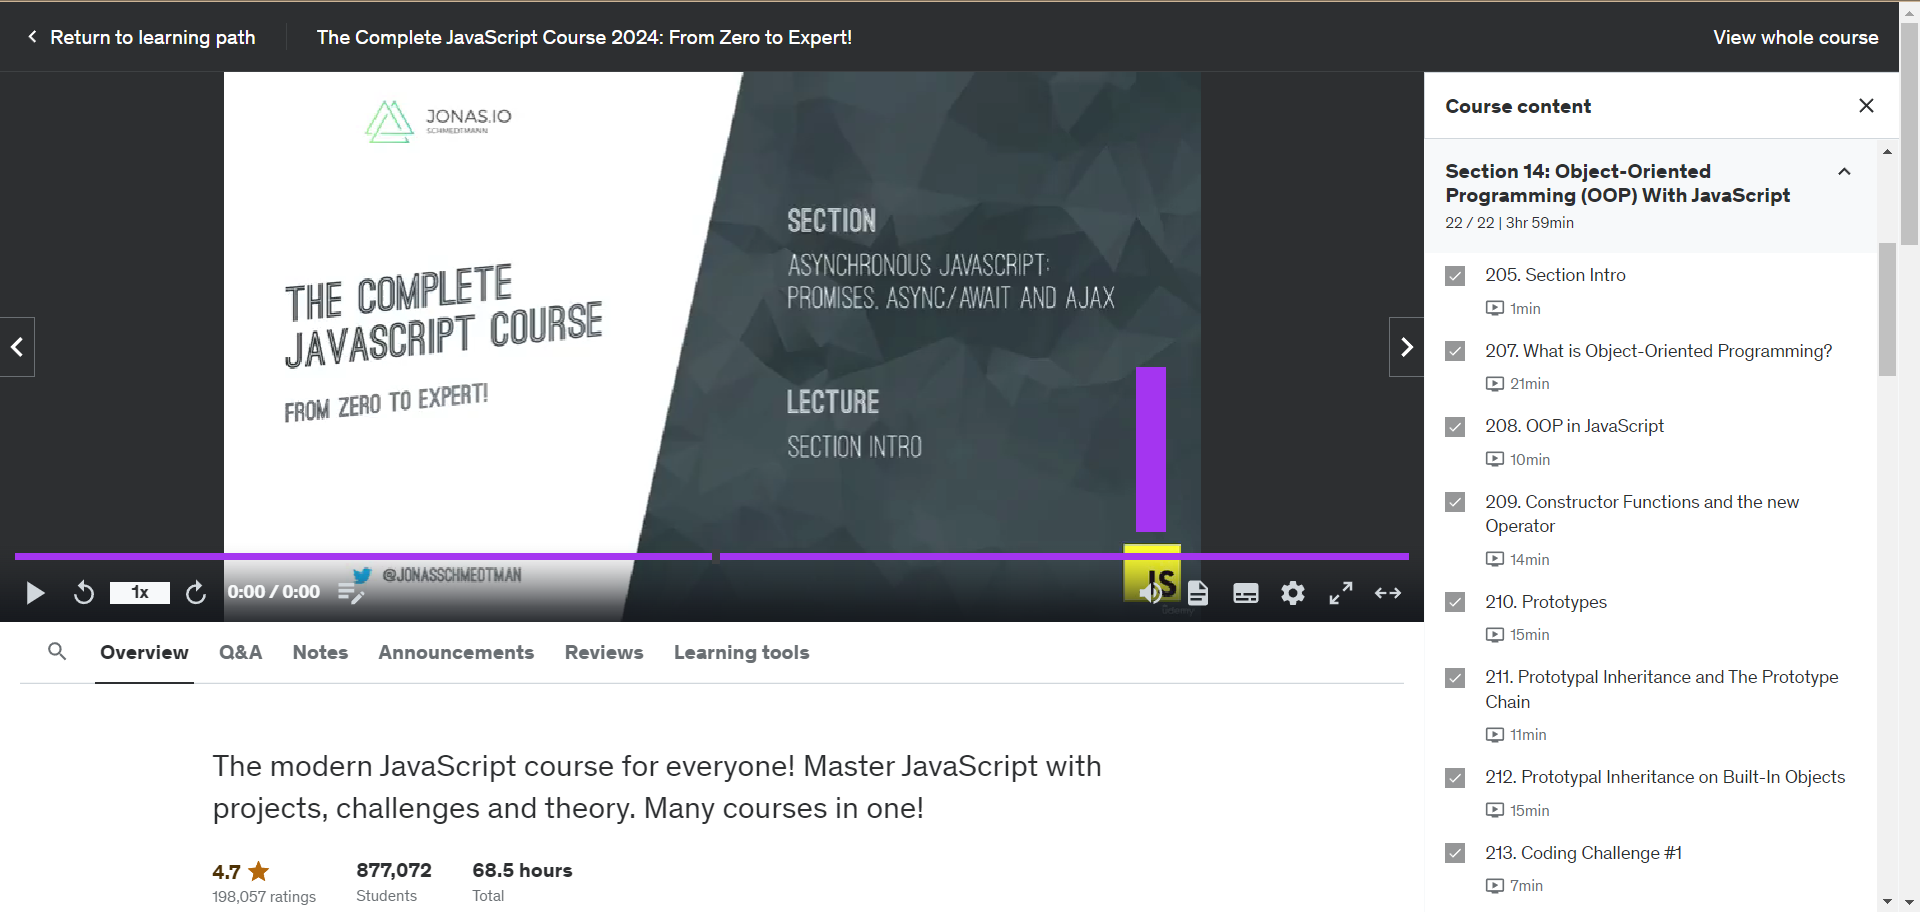 Return to learning path
The Complete JavaScript Course 2024: From Zero to Expert!
View whole course
JONAS.IO
SCHMEDTMANN
THE COMPLETE
JAVASCRIPT COURSE
FROM ZERO TO EXPERT!
SECTION
ASYNCHRONOUS JAVASCRIPT:
PROMISES, ASYNC/AWAIT AND AJAX
LECTURE
SECTION INTRO
@JONASSCHMEDTMAN
JS
Udemy
1x
0:00 / 0:00
Overview
Q&A
Notes
Announcements
Reviews
Learning tools
The modern JavaScript course for everyone! Master JavaScript with
projects, challenges and theory. Many courses in one!
4.7
198,057 ratings
877,072
Students
68.5 hours
Total
Course content
Section 14: Object-Oriented
Programming (OOP) With JavaScript
22 / 22 | 3hr 59min
205. Section Intro
1min
207. What is Object-Oriented Programming?
21min
208. OOP in JavaScript
10min
209. Constructor Functions and the new
Operator
14min
210. Prototypes
15min
211. Prototypal Inheritance and The Prototype
Chain
11min
212. Prototypal Inheritance on Built-In Objects
15min
213. Coding Challenge #1
7min